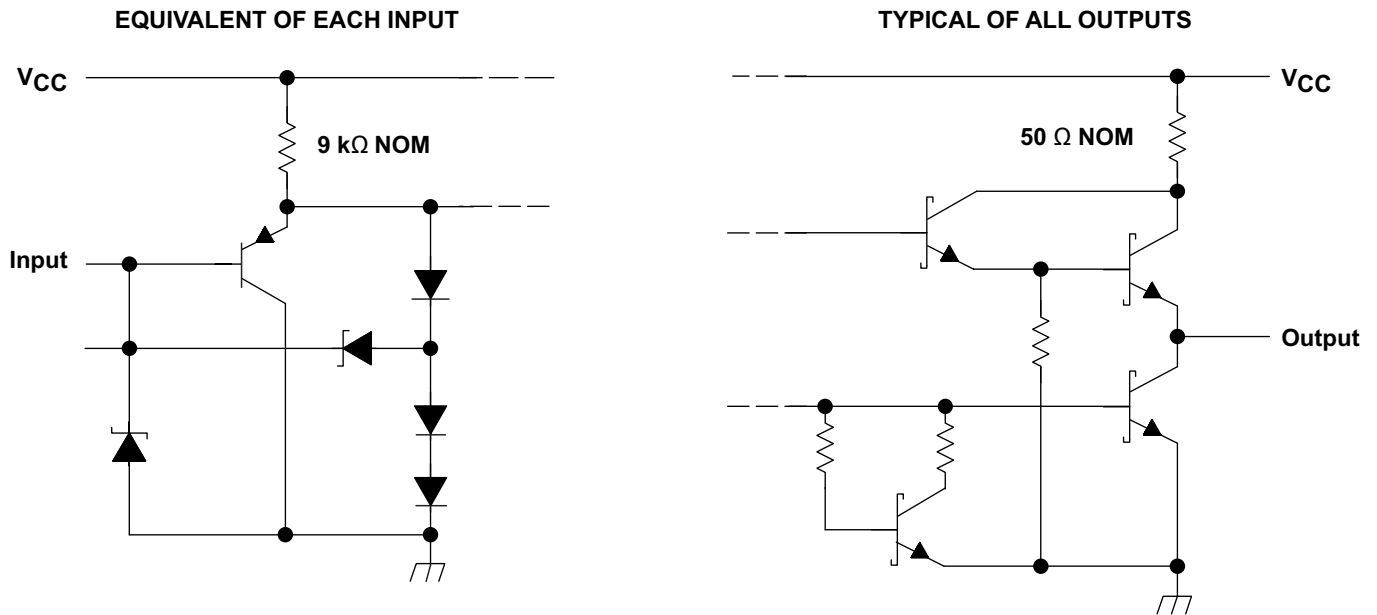 EQUIVALENT OF EACH INPUT
VCC
9 kΩ NOM
Input
TYPICAL OF ALL OUTPUTS
VCC
50 Ω NOM
Output